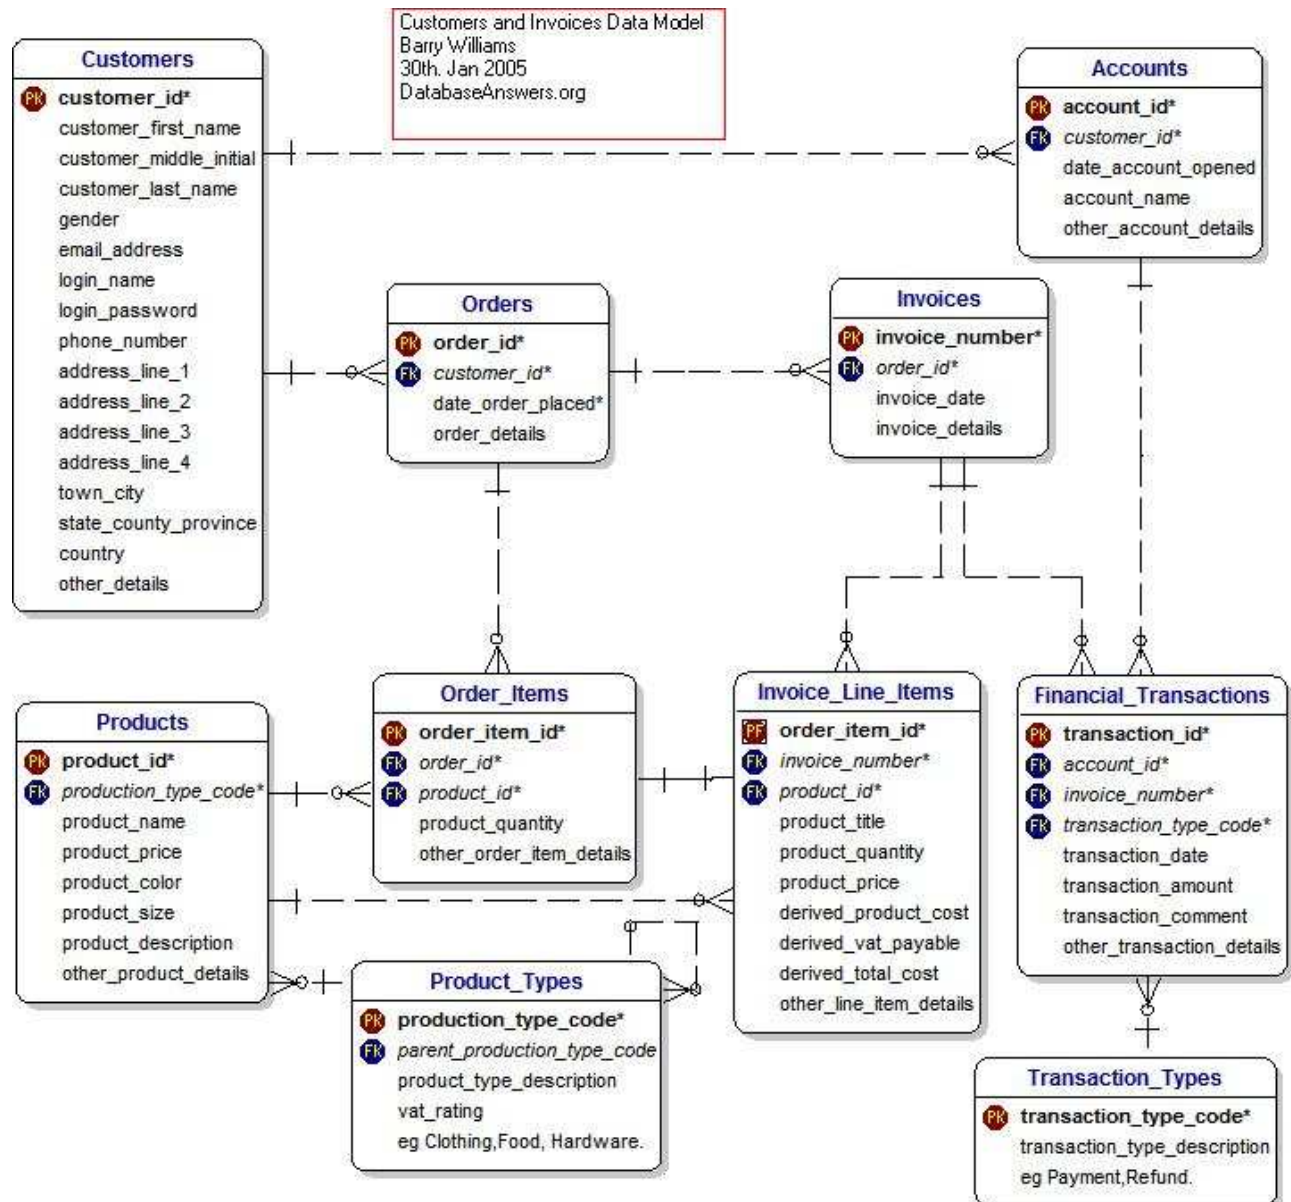 Customers and Invoices Data Model
Barry Williams
30th. Jan 2005
DatabaseAnswers.org
Customers
PK customer_id*
customer_first_name
customer_middle_initial
customer_last_name
gender
email_address
login_name
login_password
phone_number
address_line_1
address_line_2
address_line_3
address_line_4
town_city
state_county_province
country
other_details
Accounts
PK account_id*
FK customer_id*
date_account_opened
account_name
other_account_details
Orders
PK order_id*
FK customer_id*
date_order_placed*
order_details
Invoices
PK invoice_number*
FK order_id*
invoice_date
invoice_details
Products
PK product_id*
FK production_type_code*
product_name
product_price
product_color
product_size
product_description
other_product_details
Order_Items
PK order_item_id*
FK order_id*
FK product_id*
product_quantity
other_order_item_details
Invoice_Line_Items
PF order_item_id*
FK invoice_number*
FK product_id*
product_title
product_quantity
product_price
derived_product_cost
derived_vat_payable
derived_total_cost
other_line_item_details
Financial_Transactions
PK transaction_id*
FK account_id*
FK invoice_number*
FK transaction_type_code*
transaction_date
transaction_amount
transaction_comment
other_transaction_details
Product_Types
PK production_type_code*
FK parent_production_type_code
product_type_description
vat_rating
eg Clothing,Food, Hardware.
Transaction_Types
PK transaction_type_code*
transaction_type_description
eg Payment,Refund.